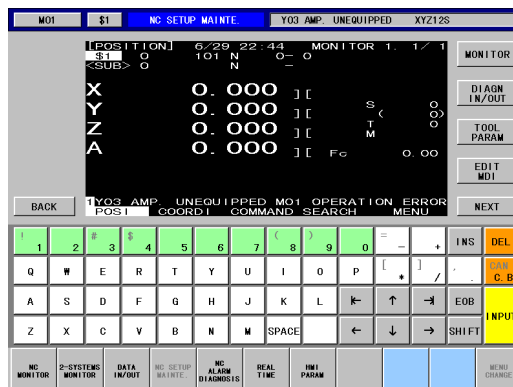 M01 $1 NC SETUP MAINTE. Y03 AMP. UNEQUIPPED XYZ12S
[POSITION] 6/29 22:44 MONITOR 1. 1/ 1
$1 O 101 N 0- 0
<SUB> O N -
X 0.000 ][
Y 0.000 ][ S 0
( 0)
Z 0.000 ][ T 0
M
A 0.000 ][ Fc 0.00
1Y03 AMP. UNEQUIPPED M01 OPERATION ERROR
POSI COORDI COMMAND SEARCH MENU
MONITOR
DIAGN
IN/OUT
TOOL
PARAM
EDIT
MDI
BACK NEXT
! 1 2 # 3 $ 4 5 6 7 ( 8 ) 9 0 = - + INS DEL
Q W E R T Y U I O P [ * ] / ' . CAN
C.B
A S D F G H J K L ⇤ ↑ ⇥ EOB INPUT
Z X C V B N M SPACE ← ↓ → SHIFT
NC
MONITOR
2-SYSTEMS
MONITOR
DATA
IN/OUT
NC SETUP
MAINTE.
NC
ALARM
DIAGNOSIS
REAL
TIME
HMI
PARAM
MENU
CHANGE